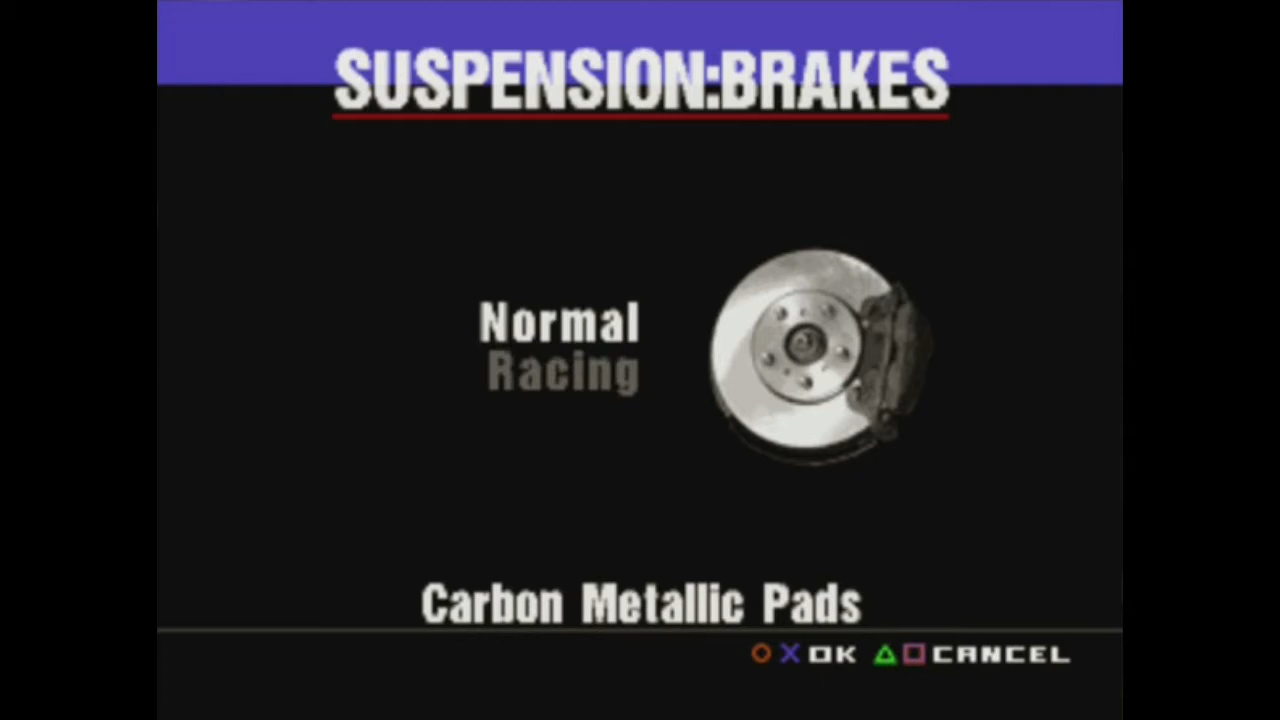 SUSPENSION:BRAKES
Normal
Racing
Carbon Metallic Pads
OK CANCEL